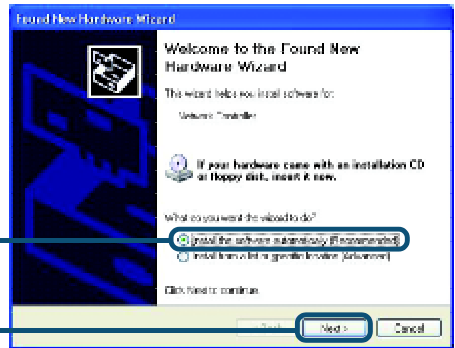 Found New Hardware Wizard
Welcome to the Found New
Hardware Wizard
This wizard helps you install software for:
Network Controller
If your hardware came with an installation CD
or floppy disk, insert it now.
What do you want the wizard to do?
Install the software automatically (Recommended)
Install from a list or specific location (Advanced)
Click Next to continue.
< Back
Next >
Cancel